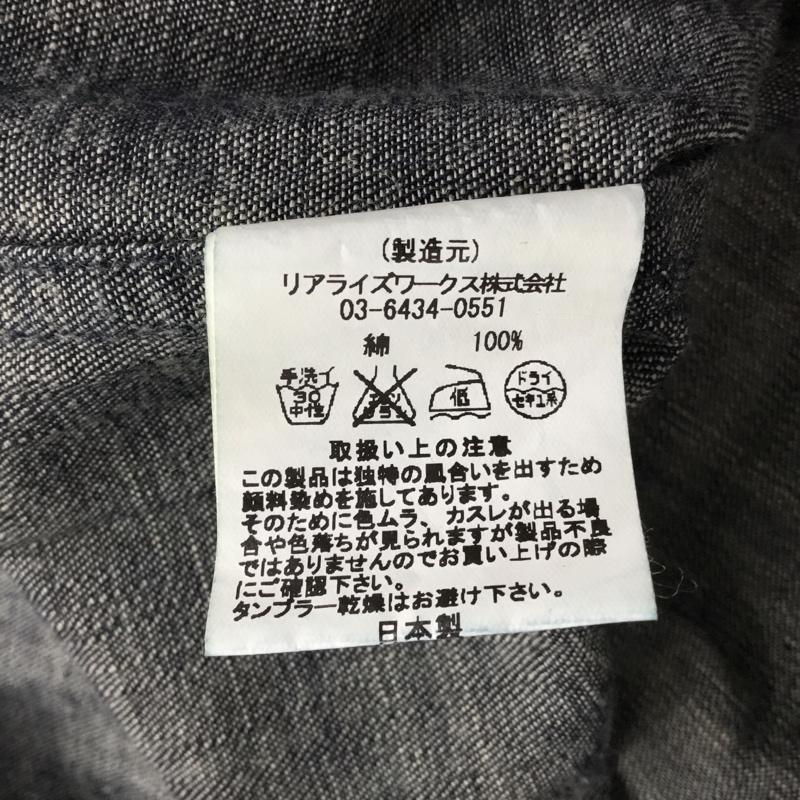 (製造元)
リアライズワークス株式会社
03-6434-0551
綿 100%
手洗イ
30
中性
エンソ
サラシ
低
ドライ
セキユ系
取扱い上の注意
この製品は独特の風合いを出すため
顔料染めを施してあります。
そのために色ムラ、カスレが出る場
合や色落ちが見られますが製品不良
ではありませんのでお買い上げの際
にご確認下さい。
タンブラー乾燥はお避け下さい。
日本製